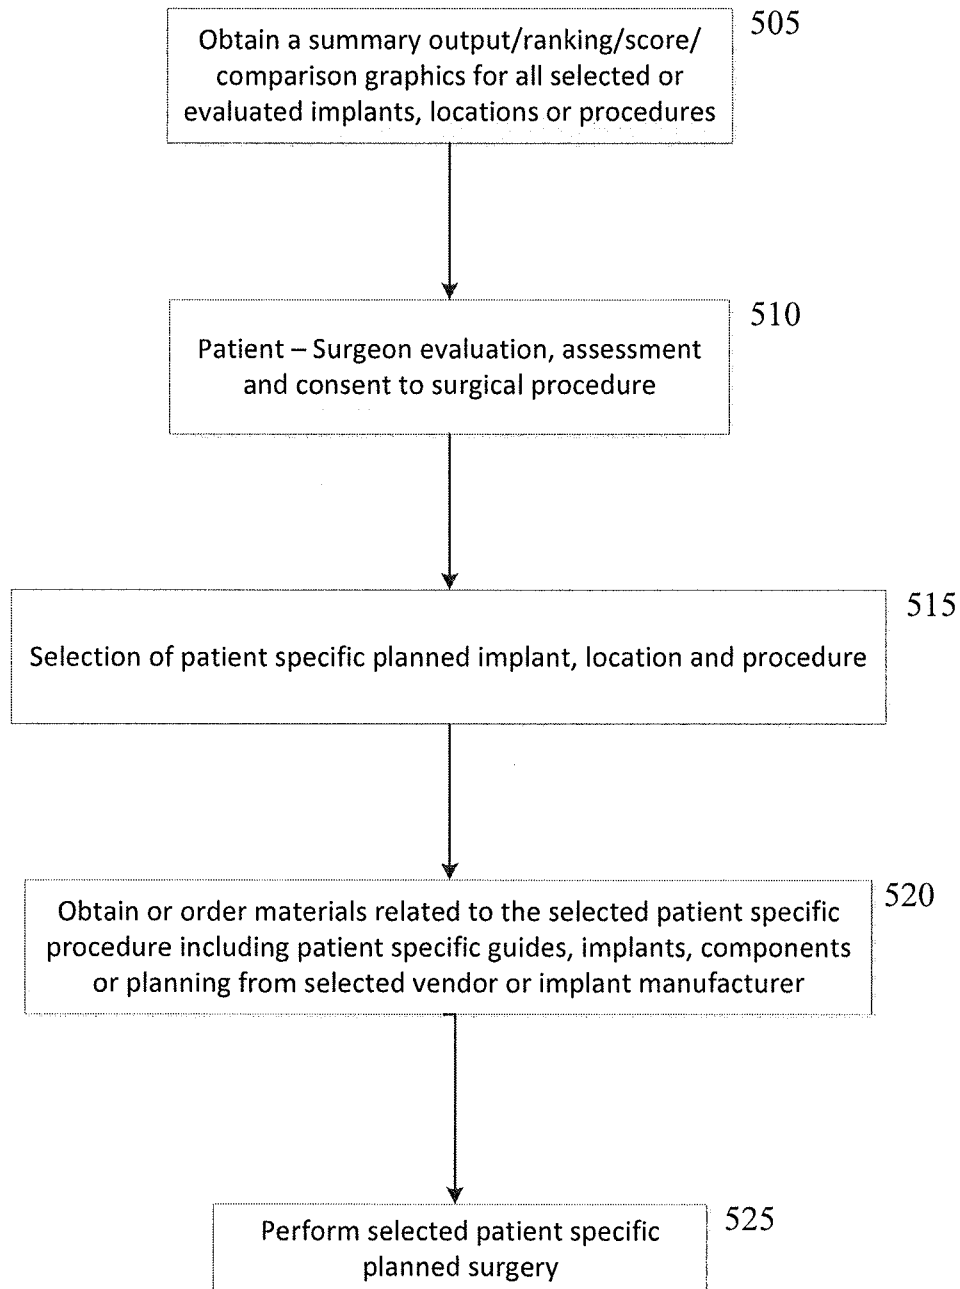 505
Obtain a summary output/ranking/score/
comparison graphics for all selected or
evaluated implants, locations or procedures
510
Patient – Surgeon evaluation, assessment
and consent to surgical procedure
515
Selection of patient specific planned implant, location and procedure
520
Obtain or order materials related to the selected patient specific
procedure including patient specific guides, implants, components
or planning from selected vendor or implant manufacturer
525
Perform selected patient specific
planned surgery